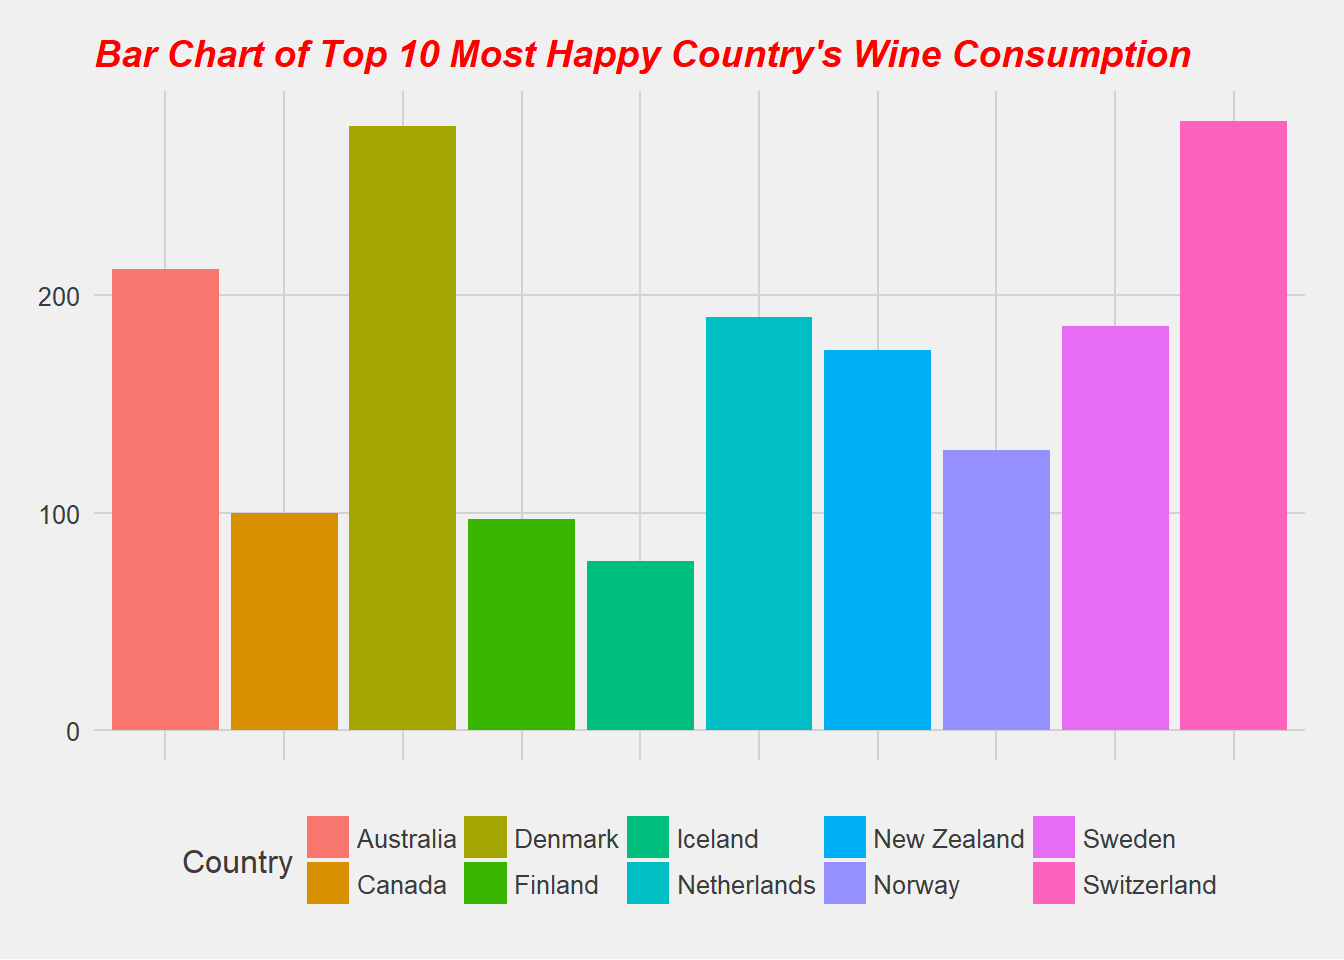 Bar Chart of Top 10 Most Happy Country's Wine Consumption
200
100
0
Country
Australia Denmark Iceland New Zealand Sweden
Canada Finland Netherlands Norway Switzerland